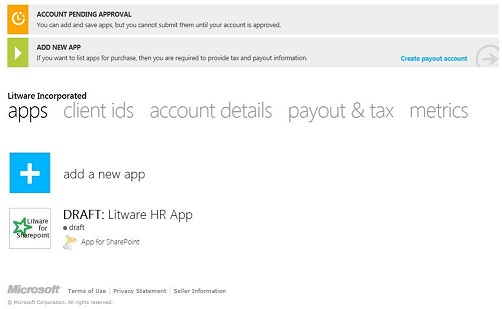 ACCOUNT PENDING APPROVAL
You can add and save apps, but you cannot submit them until your account is approved.
ADD NEW APP
If you want to list apps for purchase, then you are required to provide tax and payout information.
Create payout account
Litware Incorporated
apps client ids account details payout & tax metrics
add a new app
Litware
for
Sharepoint
DRAFT: Litware HR App
draft
App for SharePoint
Microsoft Terms of Use | Privacy Statement | Seller Information
© Microsoft Corporation. All rights reserved.